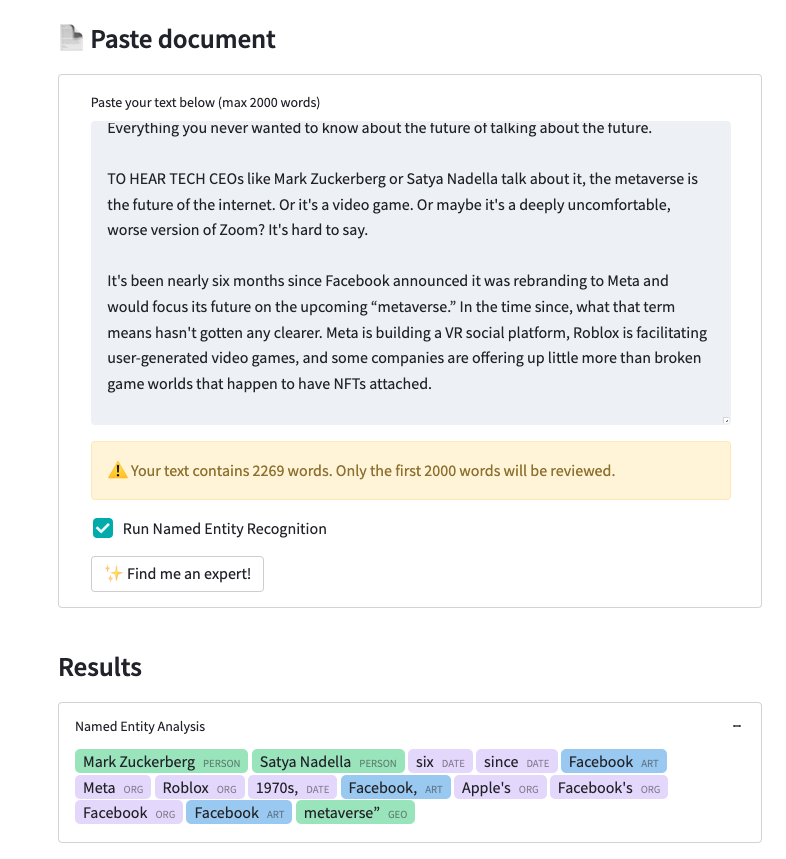 Paste document
Paste your text below (max 2000 words)
Everything you never wanted to know about the future of talking about the future.
TO HEAR TECH CEOs like Mark Zuckerberg or Satya Nadella talk about it, the metaverse is
the future of the internet. Or it's a video game. Or maybe it's a deeply uncomfortable,
worse version of Zoom? It's hard to say.
It's been nearly six months since Facebook announced it was rebranding to Meta and
would focus its future on the upcoming “metaverse.” In the time since, what that term
means hasn't gotten any clearer. Meta is building a VR social platform, Roblox is facilitating
user-generated video games, and some companies are offering up little more than broken
game worlds that happen to have NFTs attached.
⚠️ Your text contains 2269 words. Only the first 2000 words will be reviewed.
Run Named Entity Recognition
✨ Find me an expert!
Results
Named Entity Analysis
Mark Zuckerberg PERSON Satya Nadella PERSON six DATE since DATE Facebook ART
Meta ORG Roblox ORG 1970s, DATE Facebook, ART Apple's ORG Facebook's ORG
Facebook ORG Facebook ART metaverse” GEO